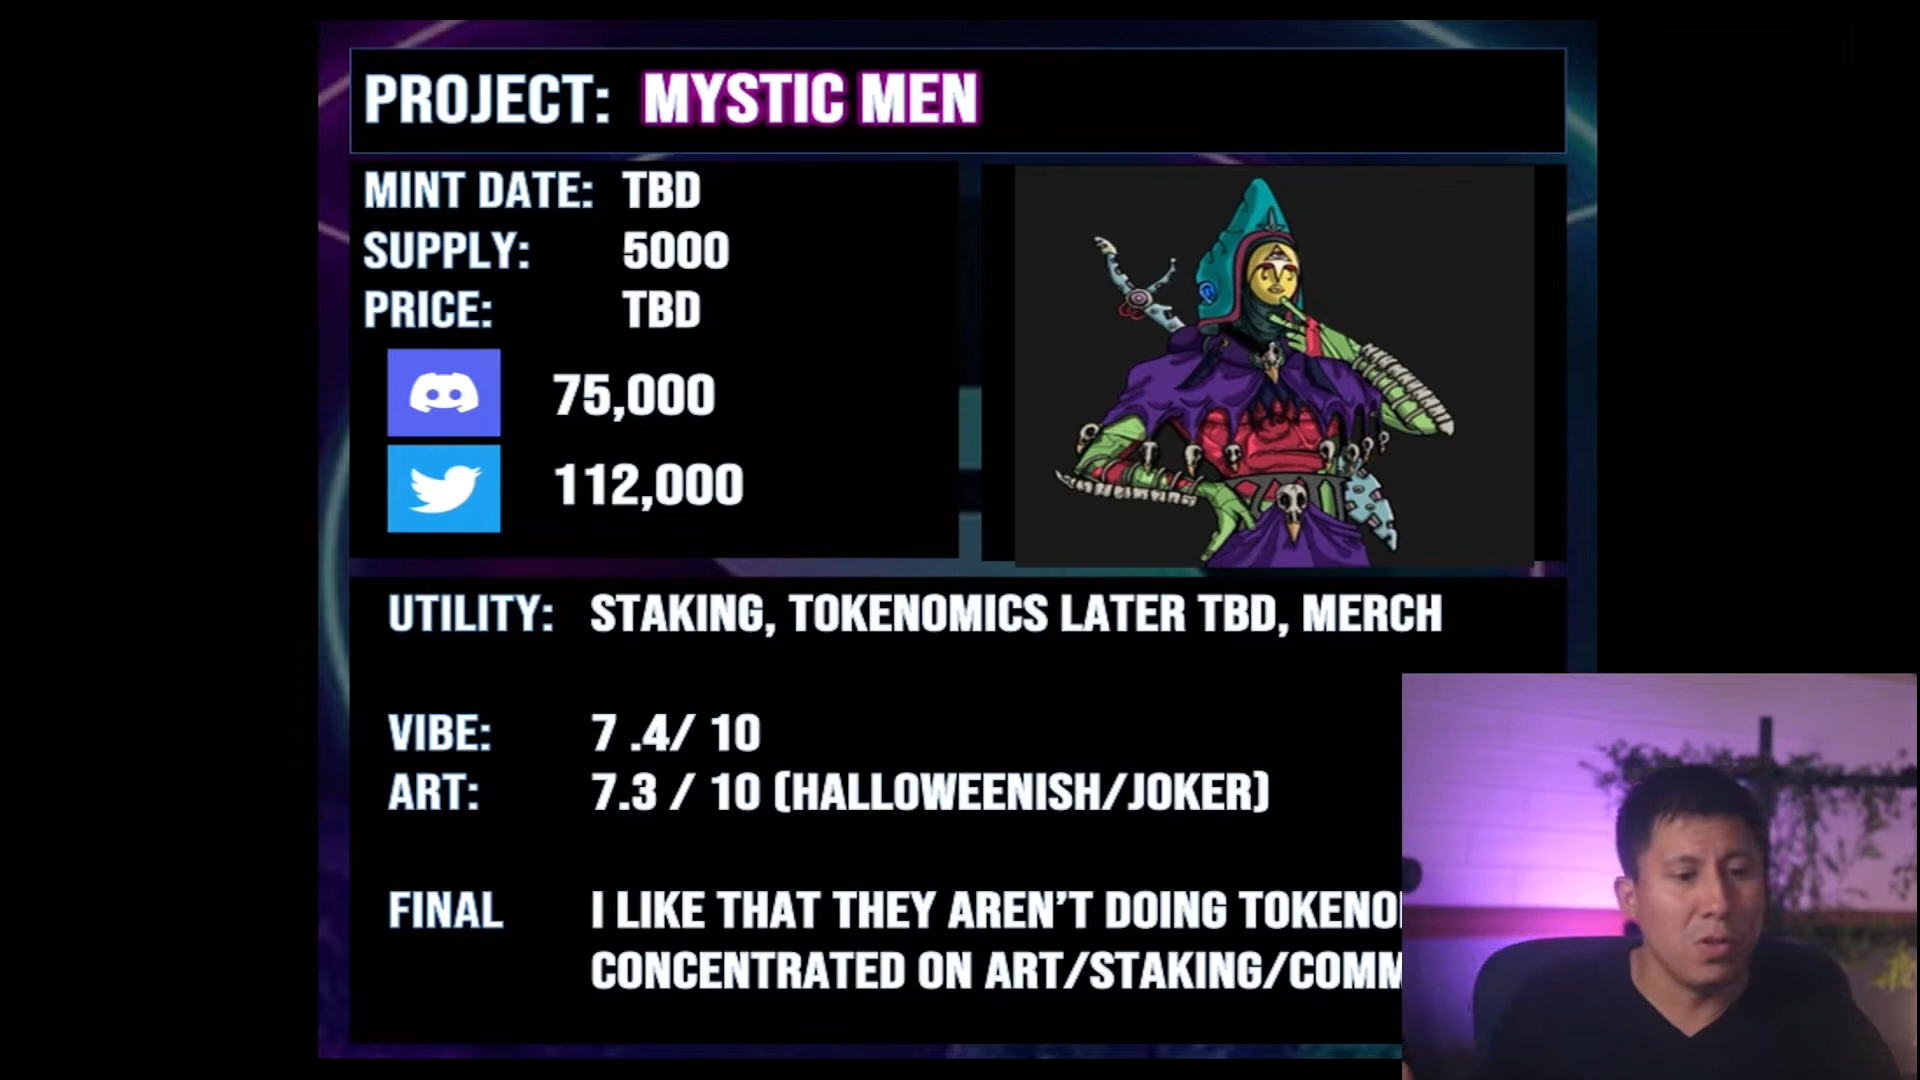 PROJECT: MYSTIC MEN
MINT DATE: TBD
SUPPLY: 5000
PRICE: TBD
75,000
112,000
UTILITY: STAKING, TOKENOMICS LATER TBD, MERCH
VIBE: 7 .4/ 10
ART: 7.3 / 10 (HALLOWEENISH/JOKER)
FINAL I LIKE THAT THEY AREN'T DOING
CONCENTRATED ON ART/STAKING/